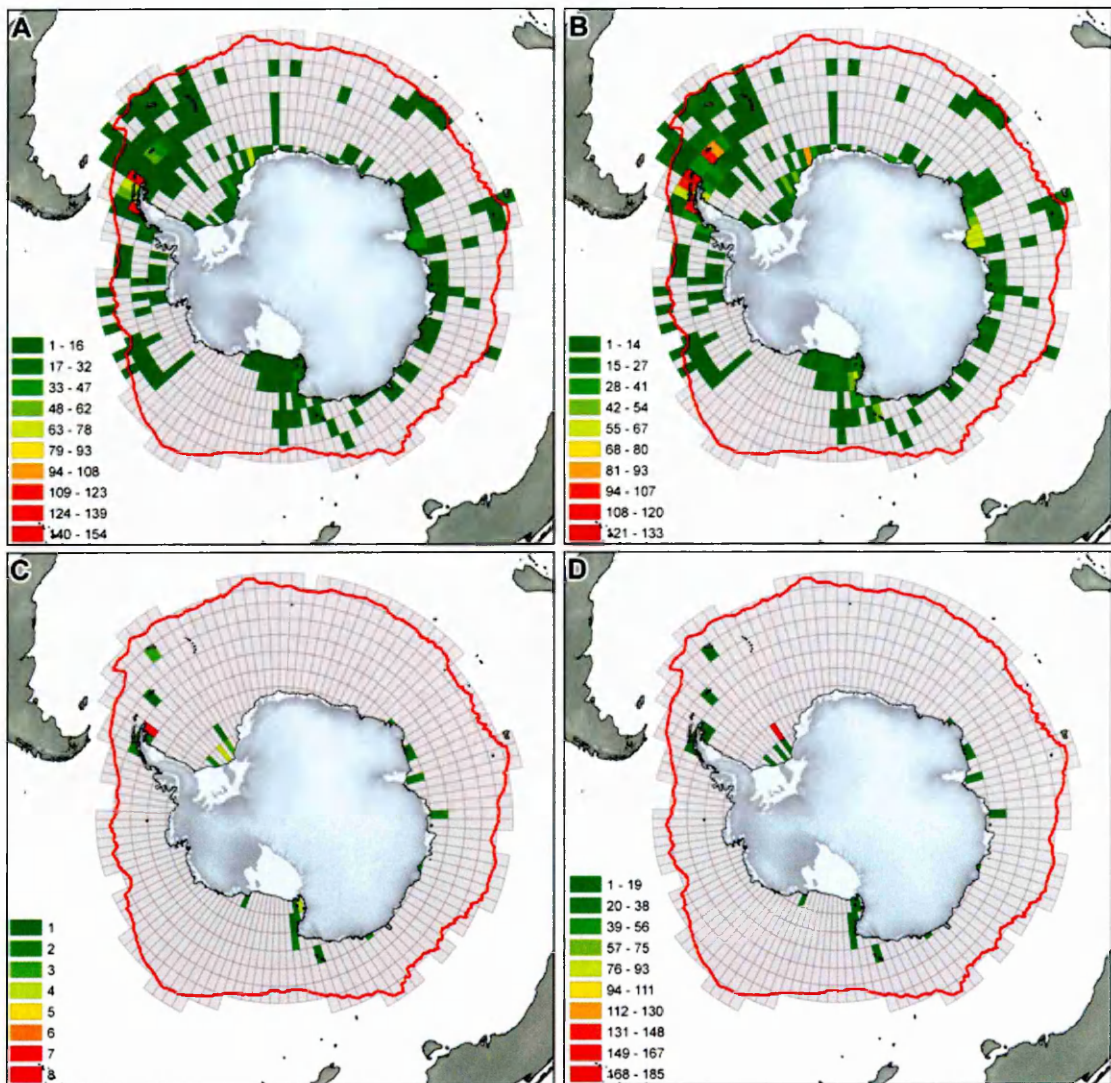 A
1 - 16
17 - 32
33 - 47
48 - 62
63 - 78
79 - 93
94 - 108
109 - 123
124 - 139
140 - 154
B
1 - 14
15 - 27
28 - 41
42 - 54
55 - 67
68 - 80
81 - 93
94 - 107
108 - 120
121 - 133
C
1
2
3
4
5
6
7
8
D
1 - 19
20 - 38
39 - 56
57 - 75
76 - 93
94 - 111
112 - 130
131 - 148
149 - 167
168 - 185